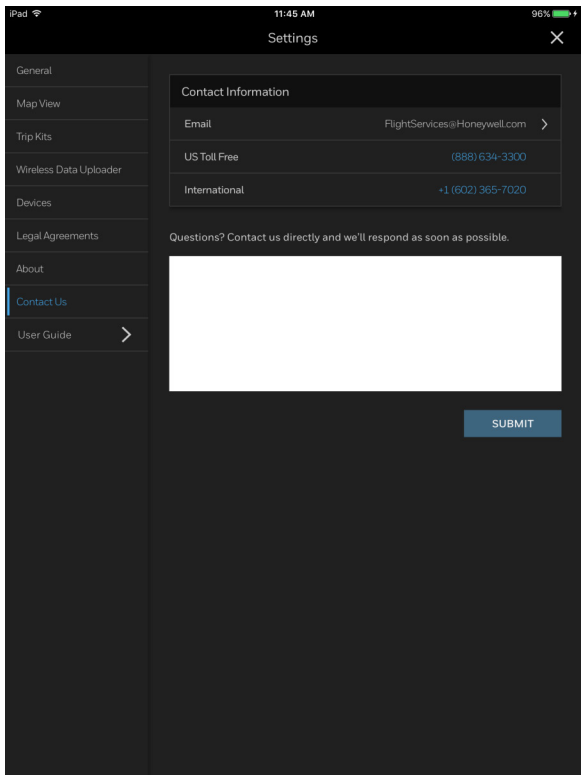 iPad 11:45 AM 96%
Settings
General
Map View
Trip Kits
Wireless Data Uploader
Devices
Legal Agreements
About
Contact Us
User Guide
Contact Information
Email FlightServices@Honeywell.com
US Toll Free (888) 634-3300
International +1 (602) 365-7020
Questions? Contact us directly and we'll respond as soon as possible.
SUBMIT